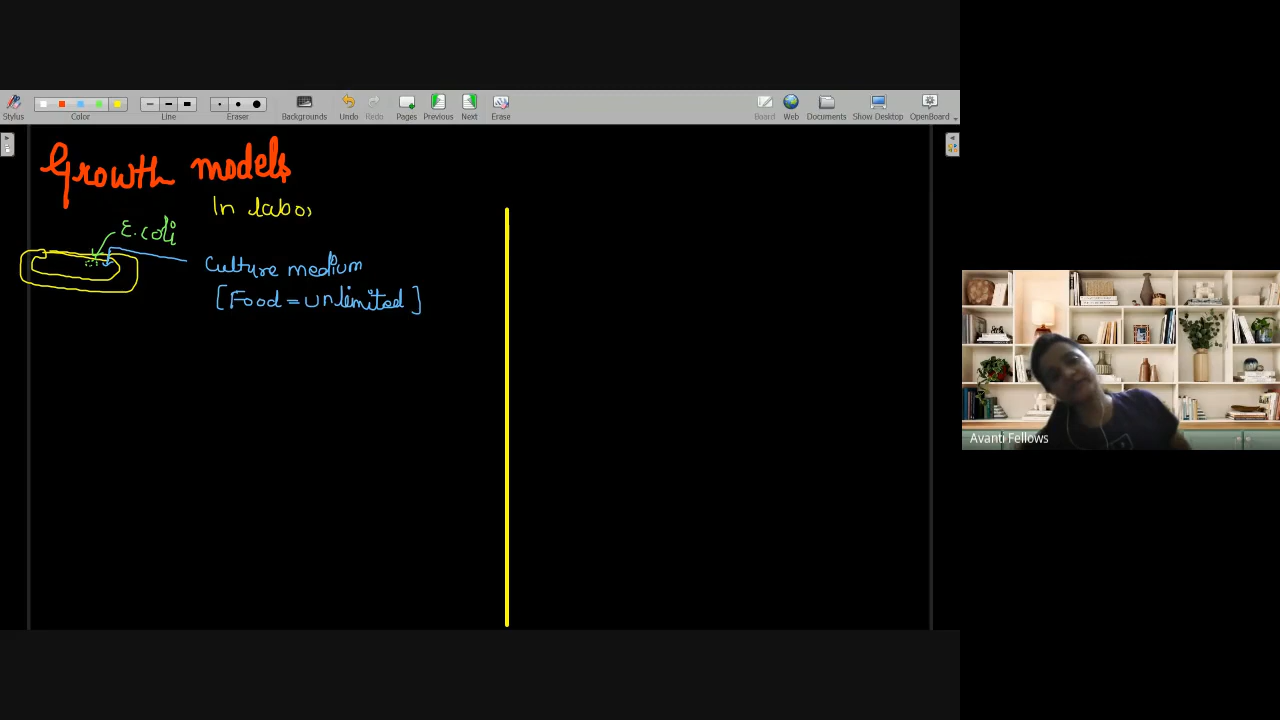 Stylus
Color
Line
Eraser
Backgrounds
Undo
Redo
Pages
Previous
Next
Erase
Board
Web
Documents
Show Desktop
OpenBoard
Growth models
In labor
E.coli
Culture medium
[Food = unlimited]
Avanti Fellows